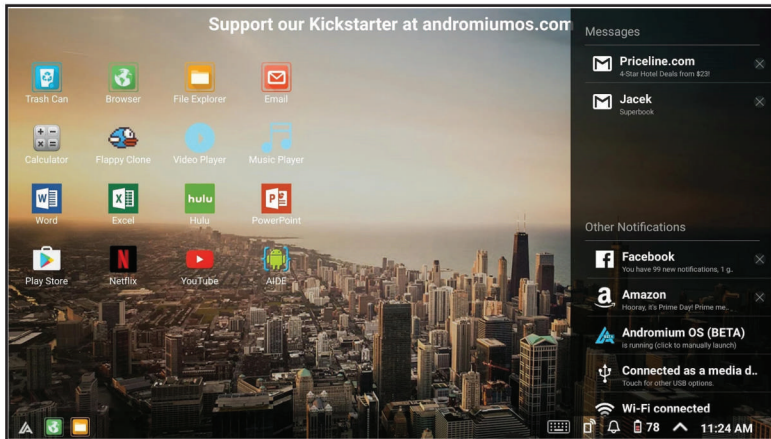 Support our Kickstarter at andromiumos.com
Trash Can
Browser
File Explorer
Email
Calculator
Flappy Clone
Video Player
Music Player
W
Word
X
Excel
hulu
Hulu
P
PowerPoint
Play Store
N
Netflix
YouTube
AIDE
Messages
Priceline.com
4-Star Hotel Deals from $23!
Jacek
Superbook
Other Notifications
Facebook
You have 99 new notifications, 1 g..
Amazon
Hooray, it's Prime Day! Prime me..
Andromium OS (BETA)
is running (click to manually launch)
Connected as a media d..
Touch for other USB options.
Wi-Fi connected
78
11:24 AM